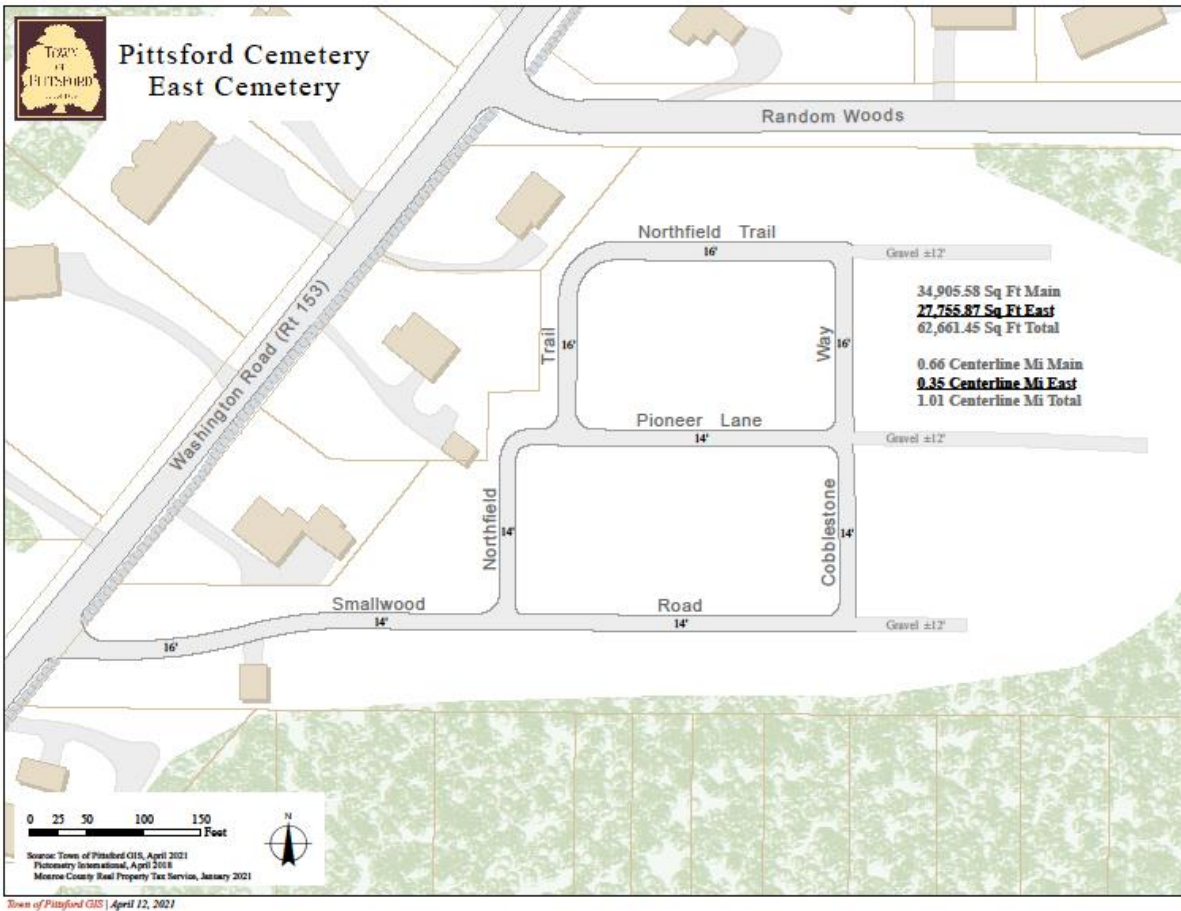 TOWN
OF
PITTSFORD
Pittsford Cemetery
East Cemetery
Random Woods
Washington Road (Rt 153)
Northfield Trail
16'
Gravel ±12'
Trail
16'
Way
16'
34,905.58 Sq Ft Main
27,755.87 Sq Ft East
62,661.45 Sq Ft Total
0.66 Centerline Mi Main
0.35 Centerline Mi East
1.01 Centerline Mi Total
Pioneer Lane
14'
Gravel ±12'
Northfield
14'
Cobblestone
14'
Smallwood
14'
Road
14'
16'
Gravel ±12'
0 25 50 100 150
Feet
N
Source: Town of Pittsford GIS, April 2021
Pictometry International, April 2018
Monroe County Real Property Tax Service, January 2021
Town of Pittsford GIS | April 12, 2021